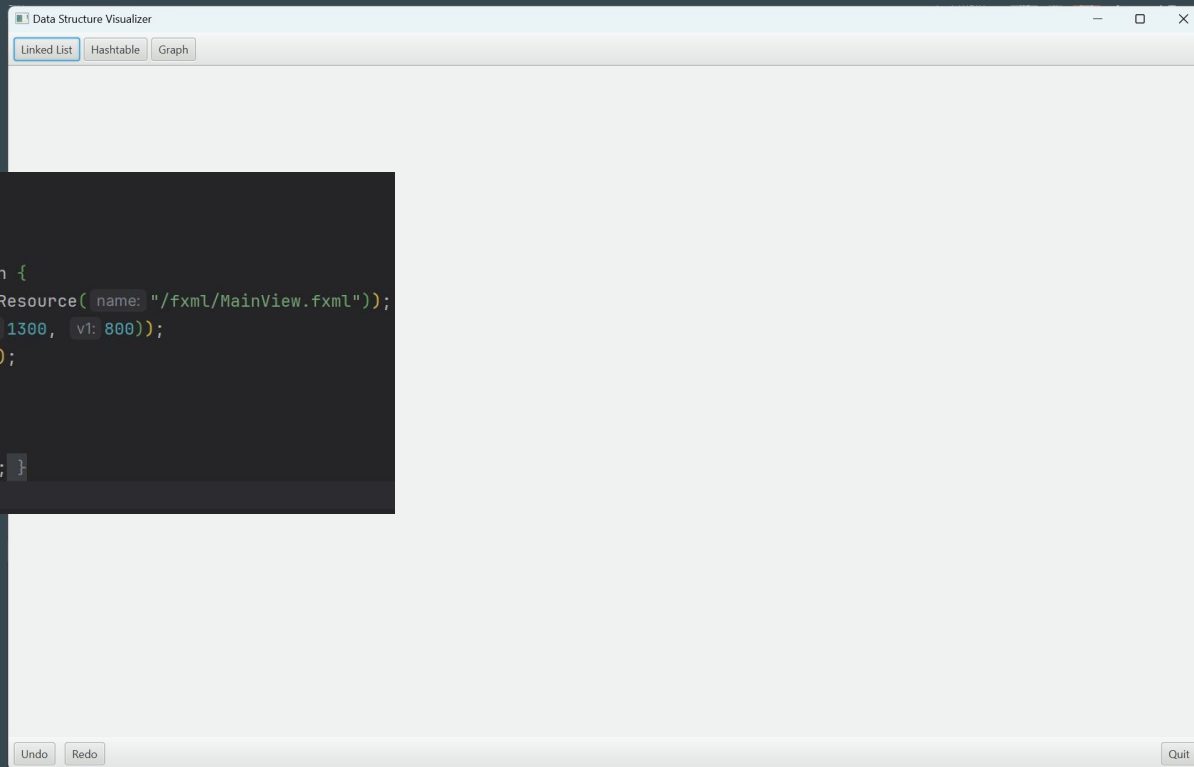 Data Structure Visualizer
Linked List Hashtable Graph
n {
Resource( name: "/fxml/MainView.fxml"));
1300, v1: 800));
);
; }
Undo Redo Quit